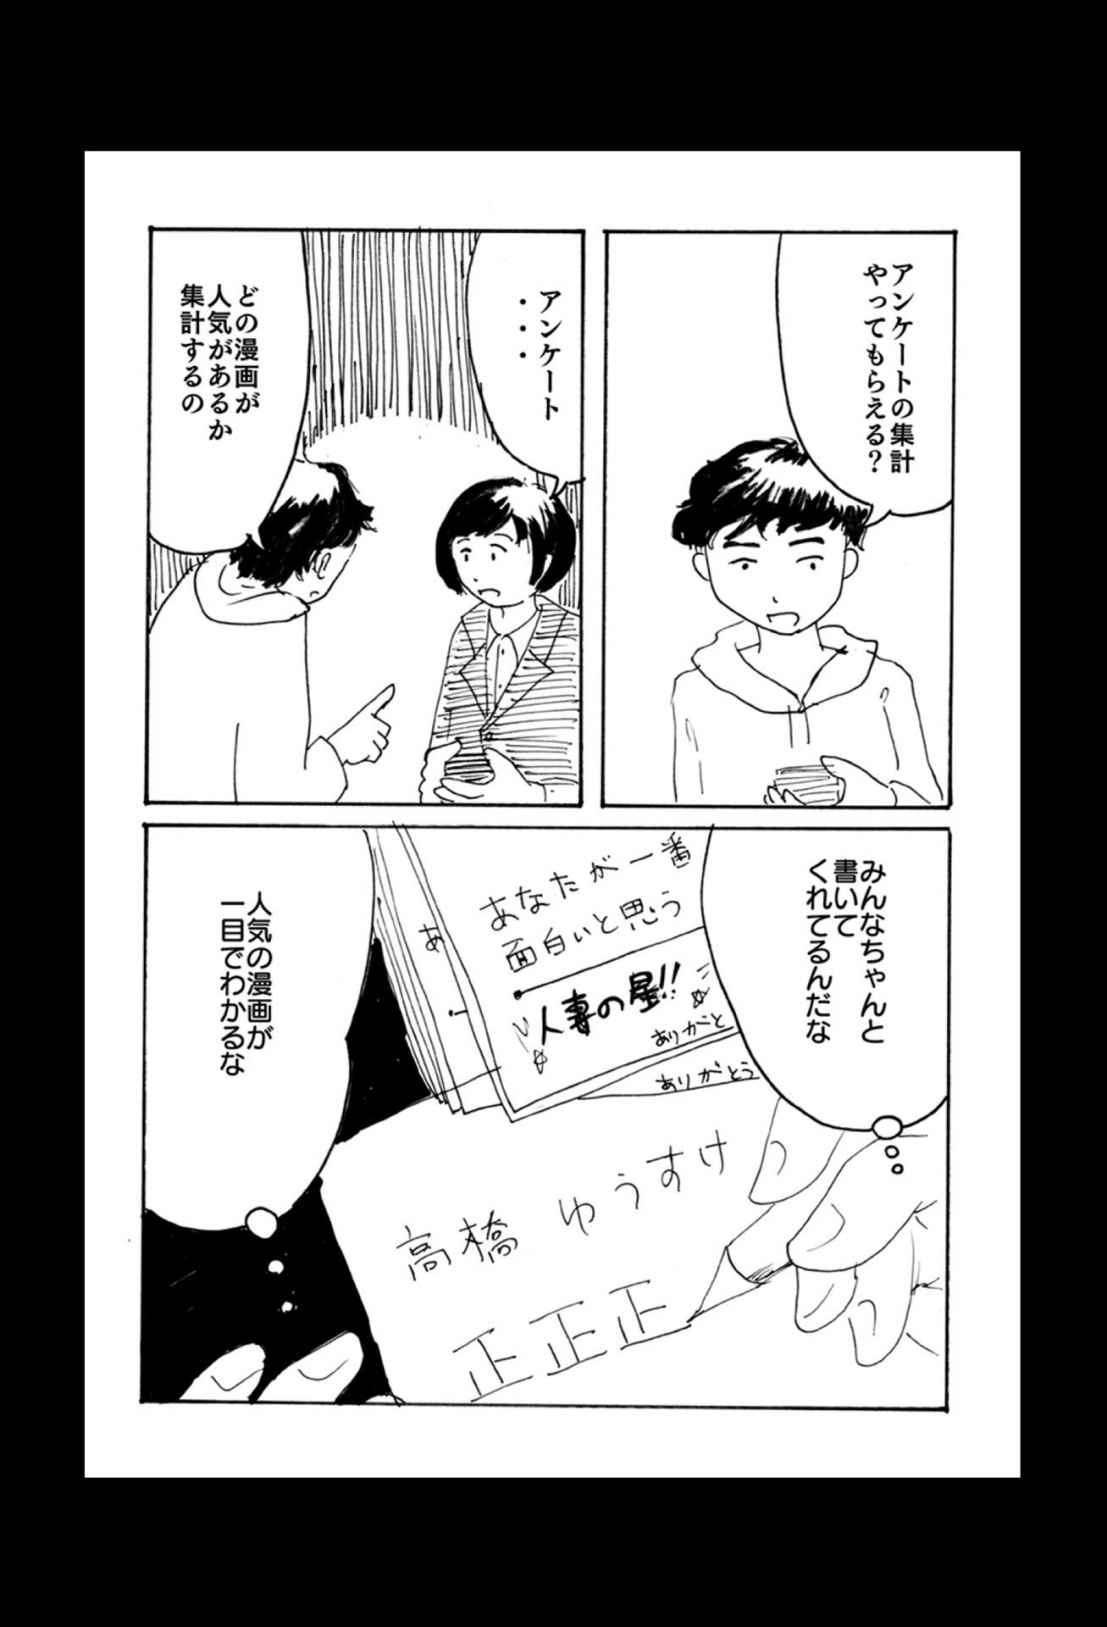 アンケートの集計
やってもらえる？
アンケート
・・・
どの漫画が
人気があるか
集計するの
みんなちゃんと
書いて
くれてるんだな
あなたが一番
面白いと思う
人妻の星!!
ありがと
ありがとう
あ
高橋 ゆうすけ
正正正
人気の漫画が
一目でわかるな